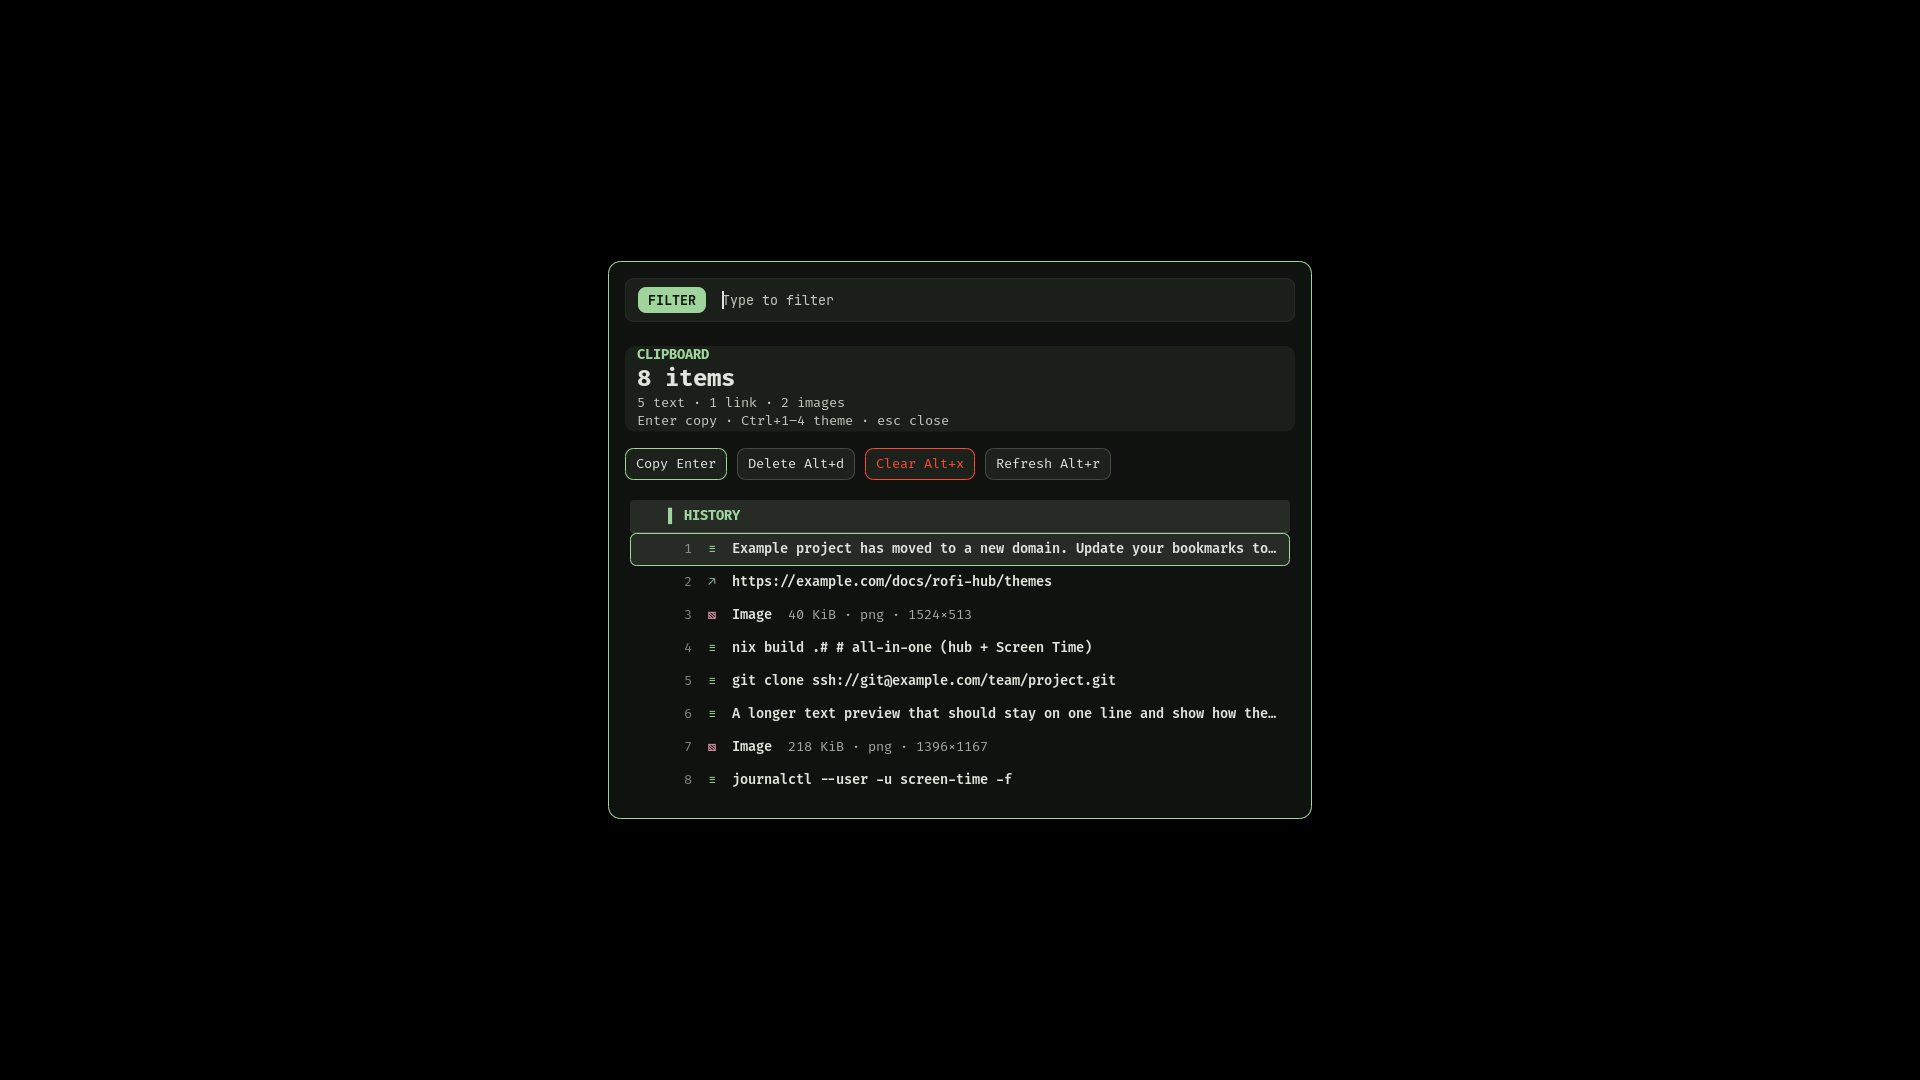 FILTER Type to filter
CLIPBOARD
8 items
5 text · 1 link · 2 images
Enter copy · Ctrl+1–4 theme · esc close
Copy Enter Delete Alt+d Clear Alt+x Refresh Alt+r
HISTORY
1 ≡ Example project has moved to a new domain. Update your bookmarks to…
2 ↗ https://example.com/docs/rofi-hub/themes
3 ▨ Image 40 KiB · png · 1524×513
4 ≡ nix build .# # all-in-one (hub + Screen Time)
5 ≡ git clone ssh://git@example.com/team/project.git
6 ≡ A longer text preview that should stay on one line and show how the…
7 ▨ Image 218 KiB · png · 1396×1167
8 ≡ journalctl --user -u screen-time -f